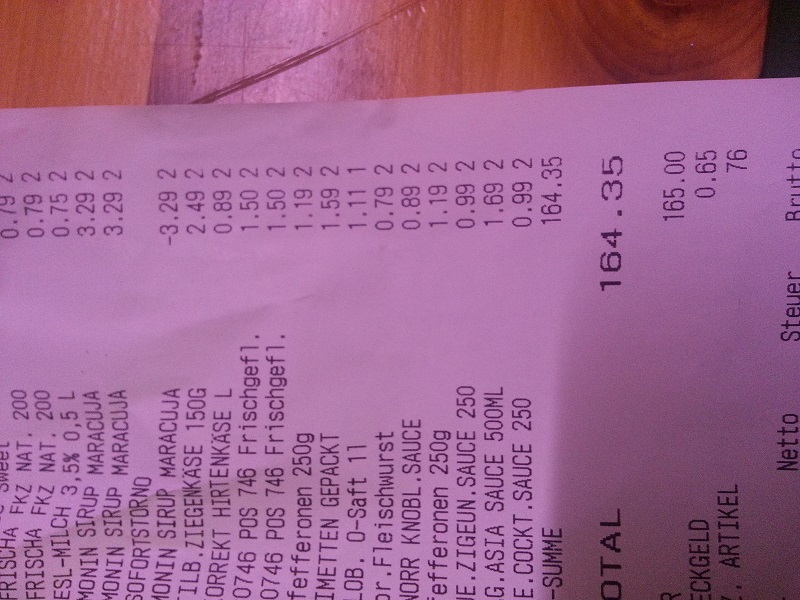 Sweet
FRISCHA FKZ NAT. 200 0.79 2
FRISCHA FKZ NAT. 200 0.79 2
ESL-MILCH 3,5% 0,5 L 0.75 2
MONIN SIRUP MARACUJA 3.29 2
MONIN SIRUP MARACUJA 3.29 2
SOFORTSTORNO
MONIN SIRUP MARACUJA -3.29 2
ILB.ZIEGENKÄSE 150G 2.49 2
ORREKT HIRTENKÄSE L 0.89 2
0746 POS 746 Frischgefl. 1.50 2
0746 POS 746 Frischgefl. 1.50 2
fefferonen 250g 1.19 2
IMETTEN GEPACKT 1.59 2
LOB. O-Saft 1l 1.11 1
or.Fleischwurst 0.79 2
NORR KNOBL.SAUCE 0.89 2
fefferonen 250g 1.19 2
E.ZIGEUN.SAUCE 250 0.99 2
G.ASIA SAUCE 500ML 1.69 2
E.COCKT.SAUCE 250 0.99 2
-SUMME 164.35
OTAL 164.35
R 165.00
ECKGELD 0.65
Z. ARTIKEL 76
Netto Steuer Brutto